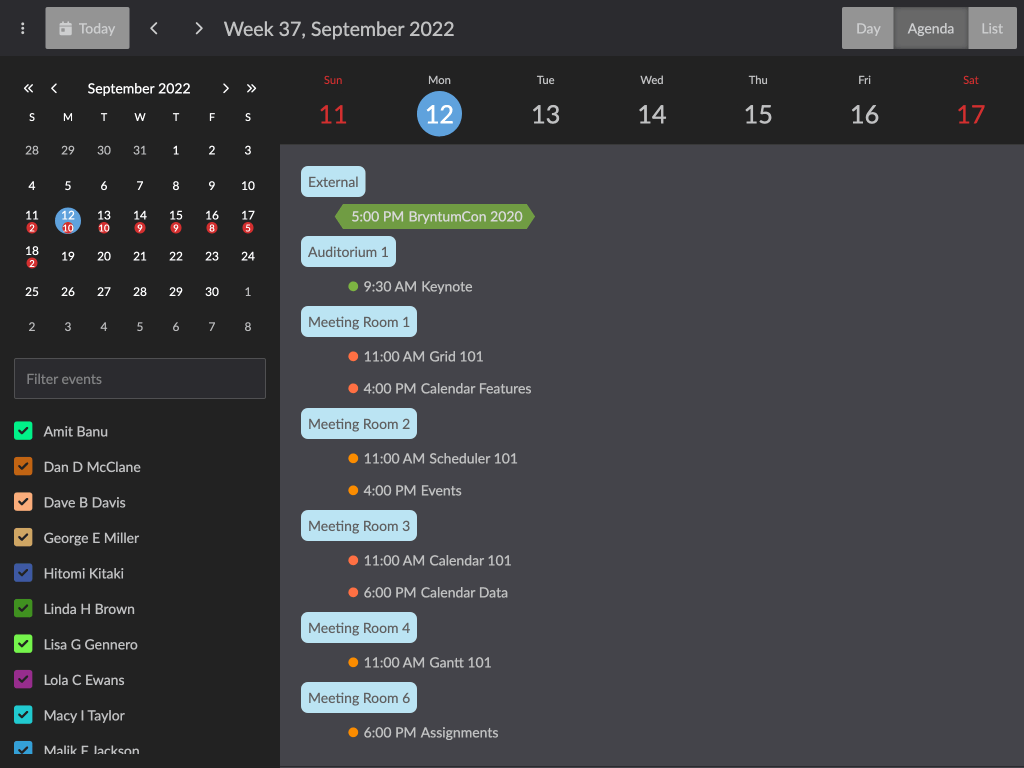 Today
Week 37, September 2022
Day Agenda List
September 2022
S M T W T F S
28 29 30 31 1 2 3
4 5 6 7 8 9 10
11 12 13 14 15 16 17
2 10 10 9 9 8 5
18 19 20 21 22 23 24
2
25 26 27 28 29 30 1
2 3 4 5 6 7 8
Filter events
Amit Banu
Dan D McClane
Dave B Davis
George E Miller
Hitomi Kitaki
Linda H Brown
Lisa G Gennero
Lola C Ewans
Macy I Taylor
Malik E Jackson
Sun Mon Tue Wed Thu Fri Sat
11 12 13 14 15 16 17
External
5:00 PM BryntumCon 2020
Auditorium 1
9:30 AM Keynote
Meeting Room 1
11:00 AM Grid 101
4:00 PM Calendar Features
Meeting Room 2
11:00 AM Scheduler 101
4:00 PM Events
Meeting Room 3
11:00 AM Calendar 101
6:00 PM Calendar Data
Meeting Room 4
11:00 AM Gantt 101
Meeting Room 6
6:00 PM Assignments